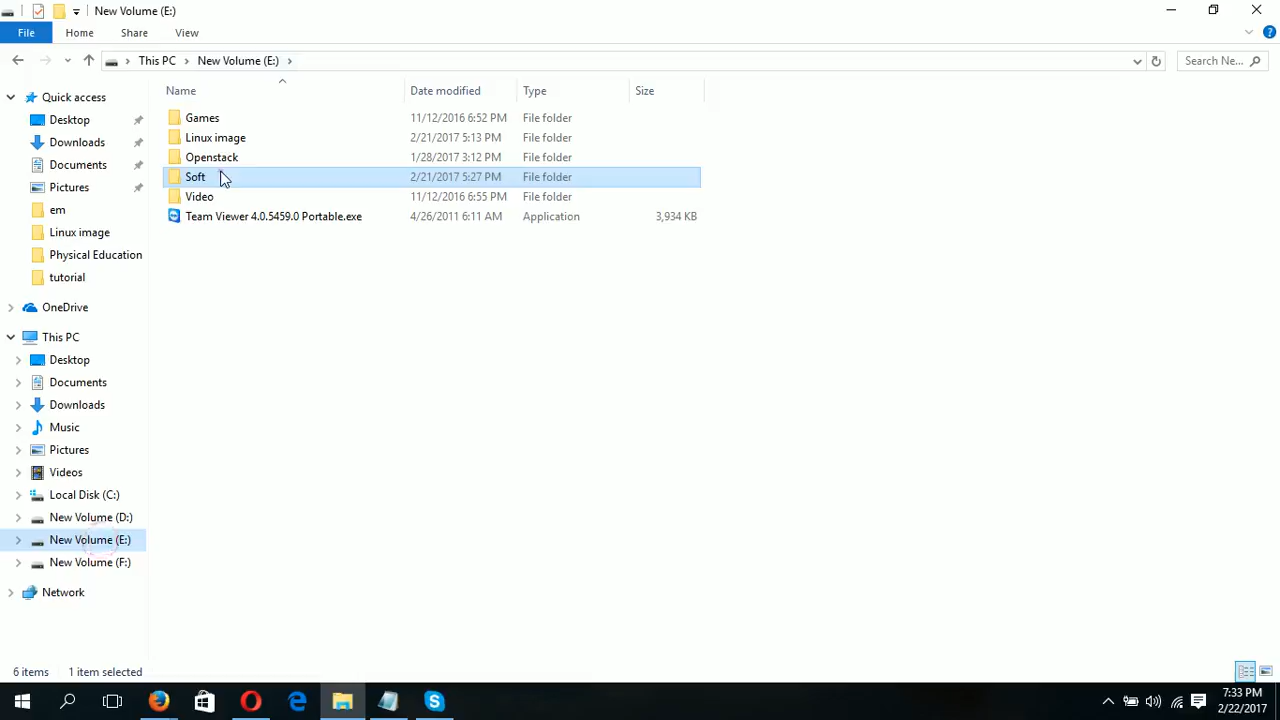 New Volume (E:)
File Home Share View
This PC New Volume (E:) Search Ne...
Name Date modified Type Size
Games 11/12/2016 6:52 PM File folder
Linux image 2/21/2017 5:13 PM File folder
Openstack 1/28/2017 3:12 PM File folder
Soft 2/21/2017 5:27 PM File folder
Video 11/12/2016 6:55 PM File folder
Team Viewer 4.0.5459.0 Portable.exe 4/26/2011 6:11 AM Application 3,934 KB
Quick access
Desktop
Downloads
Documents
Pictures
em
Linux image
Physical Education
tutorial
OneDrive
This PC
Desktop
Documents
Downloads
Music
Pictures
Videos
Local Disk (C:)
New Volume (D:)
New Volume (E:)
New Volume (F:)
Network
6 items 1 item selected
7:33 PM
2/22/2017